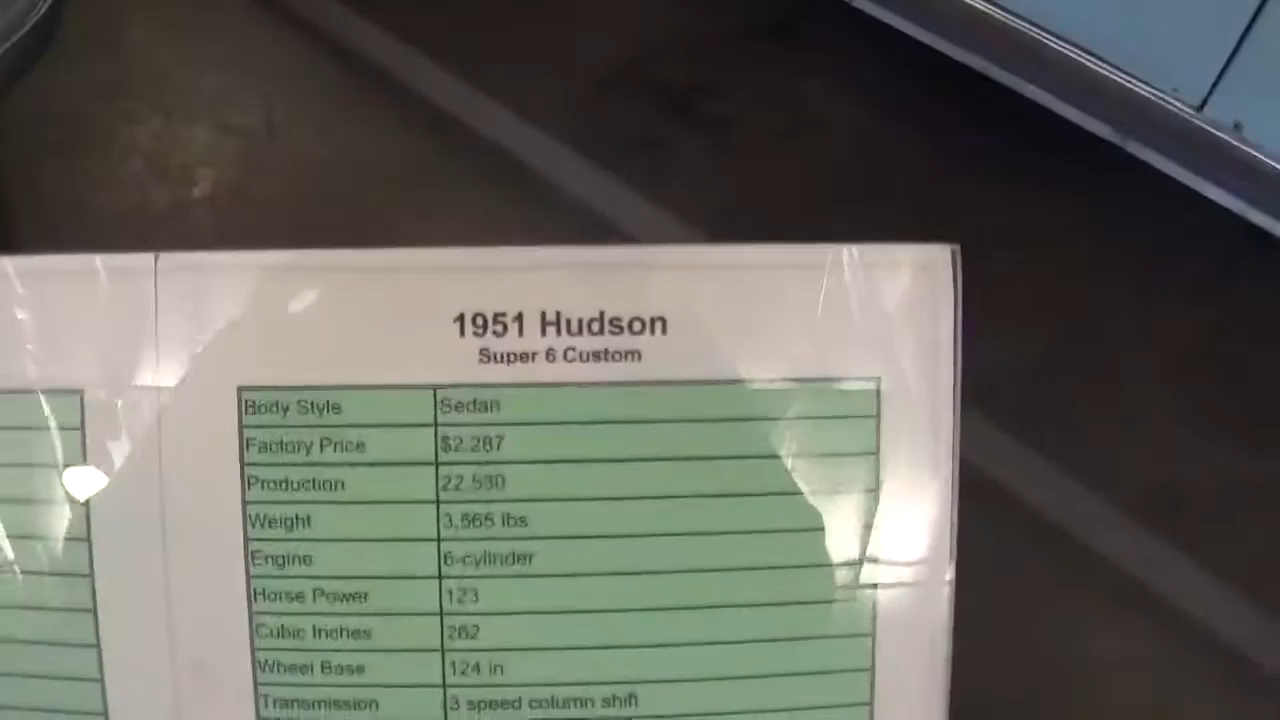 1951 Hudson
Super 6 Custom
Body Style Sedan
Factory Price $2,287
Production 22,530
Weight 3,565 lbs
Engine 6-cylinder
Horse Power 123
Cubic Inches 262
Wheel Base 124 in
Transmission 3 speed column shift